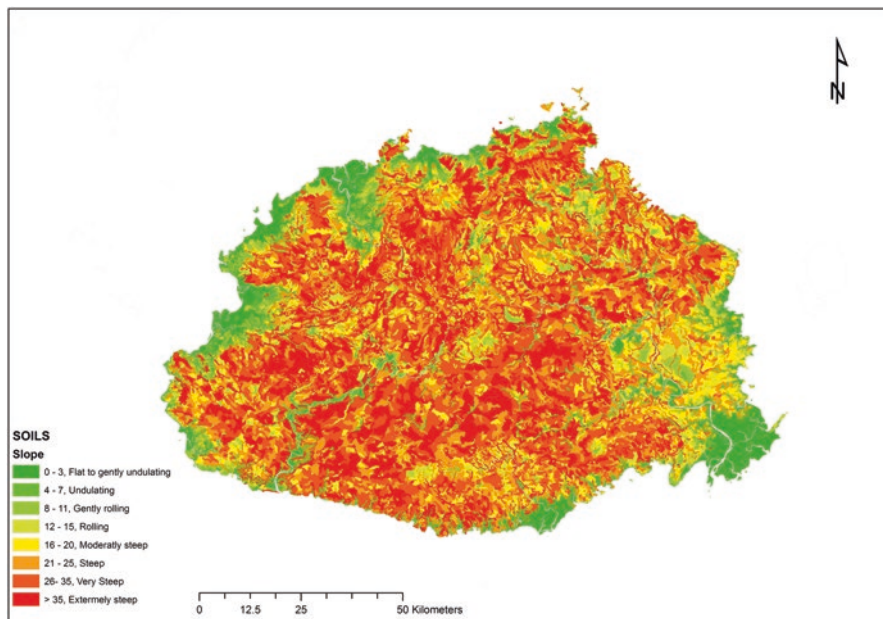 N
SOILS
Slope
0 - 3, Flat to gently undulating
4 - 7, Undulating
8 - 11, Gently rolling
12 - 15, Rolling
16 - 20, Moderatly steep
21 - 25, Steep
26- 35, Very Steep
> 35, Extermely steep
0 12.5 25 50 Kilometers